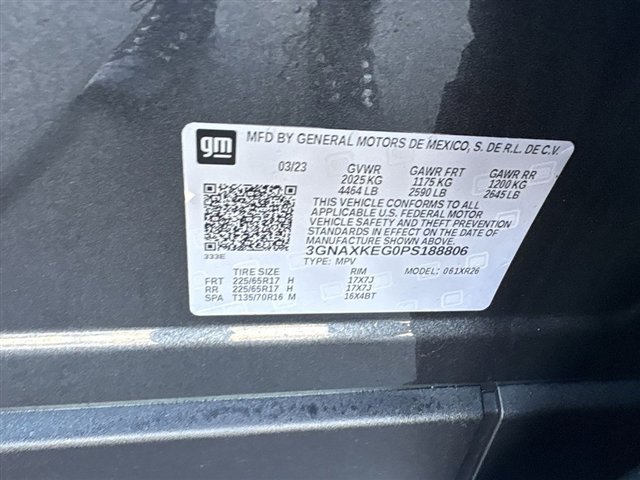 gm MFD BY GENERAL MOTORS DE MEXICO, S. DE R.L. DE C.V.
03/23 GVWR GAWR FRT GAWR RR
2025 KG 1175 KG 1200 KG
4464 LB 2590 LB 2645 LB
THIS VEHICLE CONFORMS TO ALL
APPLICABLE U.S. FEDERAL MOTOR
VEHICLE SAFETY AND THEFT PREVENTION
STANDARDS IN EFFECT ON THE DATE OF
MANUFACTURE SHOWN ABOVE.
333E 3GNAXKEG0PS188806
TYPE: MPV MODEL: 061XR26
TIRE SIZE RIM
FRT 225/65R17 H 17X7J
RR 225/65R17 H 17X7J
SPA T135/70R16 M 16X4BT